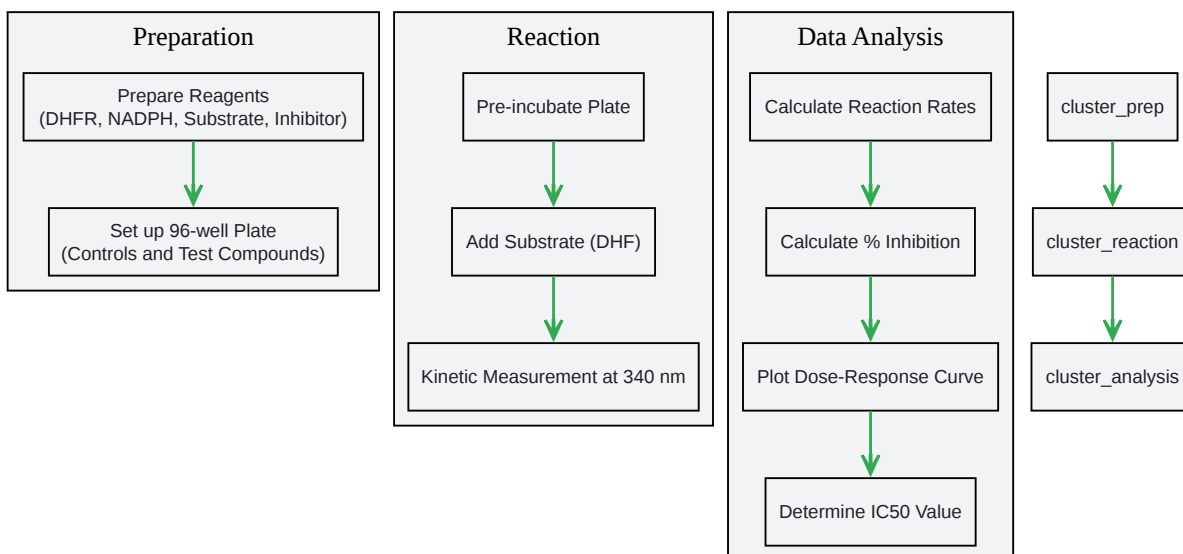 Preparation
Prepare Reagents
(DHFR, NADPH, Substrate, Inhibitor)
Set up 96-well Plate
(Controls and Test Compounds)
Reaction
Pre-incubate Plate
Add Substrate (DHF)
Kinetic Measurement at 340 nm
Data Analysis
Calculate Reaction Rates
Calculate % Inhibition
Plot Dose-Response Curve
Determine IC50 Value
cluster_prep
cluster_reaction
cluster_analysis